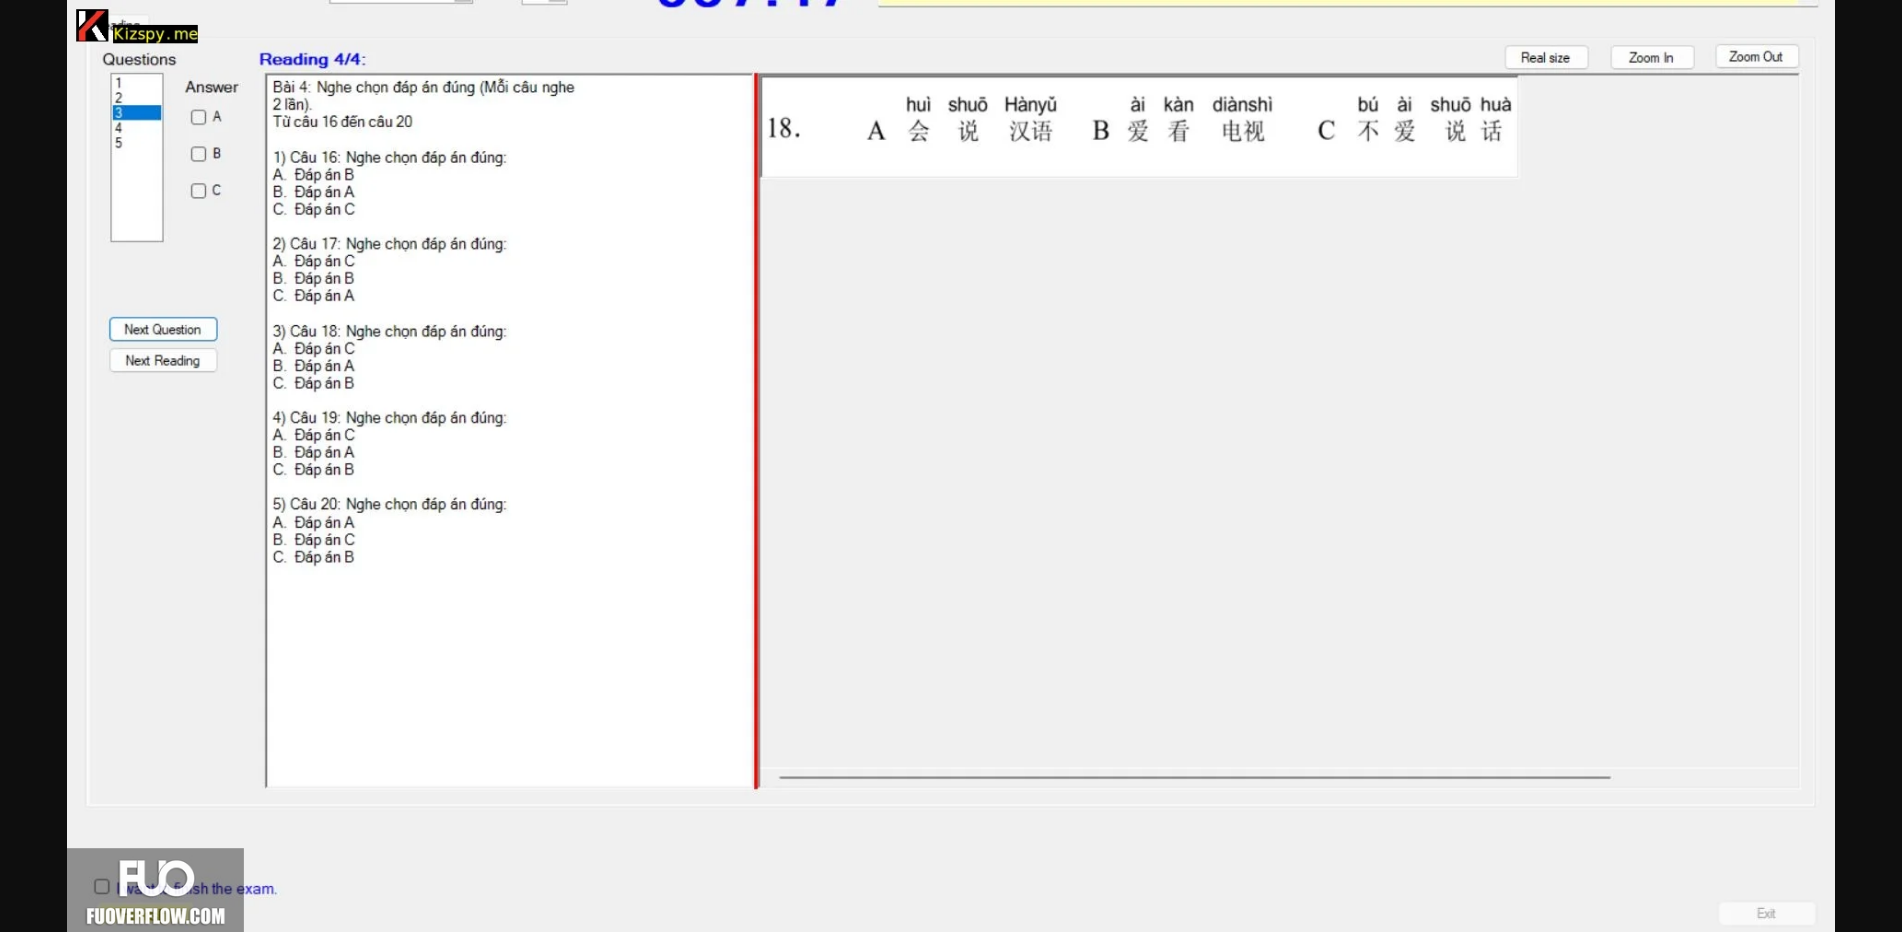 Kizspy.me
Questions
Reading 4/4:
Real size
Zoom In
Zoom Out
1
2
3
4
5
Answer
A
B
C
Next Question
Next Reading
Bài 4: Nghe chọn đáp án đúng (Mỗi câu nghe
2 lần).
Từ câu 16 đến câu 20
1) Câu 16: Nghe chọn đáp án đúng:
A. Đáp án B
B. Đáp án A
C. Đáp án C
2) Câu 17: Nghe chọn đáp án đúng:
A. Đáp án C
B. Đáp án B
C. Đáp án A
3) Câu 18: Nghe chọn đáp án đúng:
A. Đáp án C
B. Đáp án A
C. Đáp án B
4) Câu 19: Nghe chọn đáp án đúng:
A. Đáp án C
B. Đáp án A
C. Đáp án B
5) Câu 20: Nghe chọn đáp án đúng:
A. Đáp án A
B. Đáp án C
C. Đáp án B
huì shuō Hànyǔ ài kàn diànshì bú ài shuō huà
18. A 会 说 汉语 B 爱 看 电视 C 不 爱 说 话
FUO
the exam.
FUOVERFLOW.COM
Exit